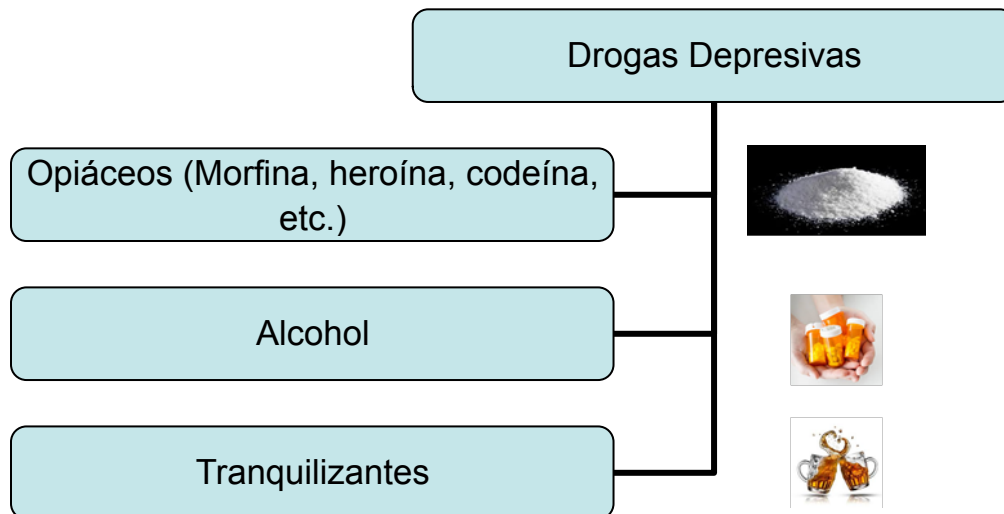 Drogas Depresivas
Opiáceos (Morfina, heroína, codeína,
etc.)
Alcohol
Tranquilizantes